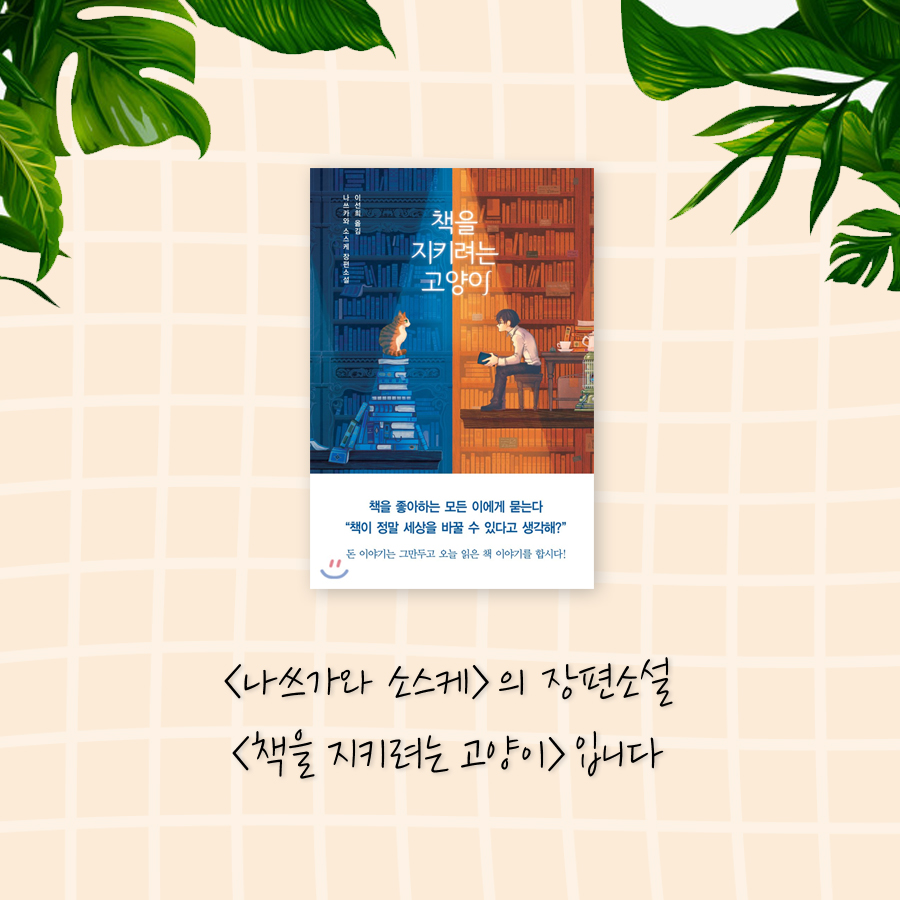 이선희 옮김
나쓰카와 소스케 장편소설
책을
지키려는
고양이
책을 좋아하는 모든 이에게 묻는다
“책이 정말 세상을 바꿀 수 있다고 생각해?”
돈 이야기는 그만두고 오늘 읽은 책 이야기를 합시다!
<나쓰가와 소스케>의 장편소설
<책을 지키려는 고양이>입니다